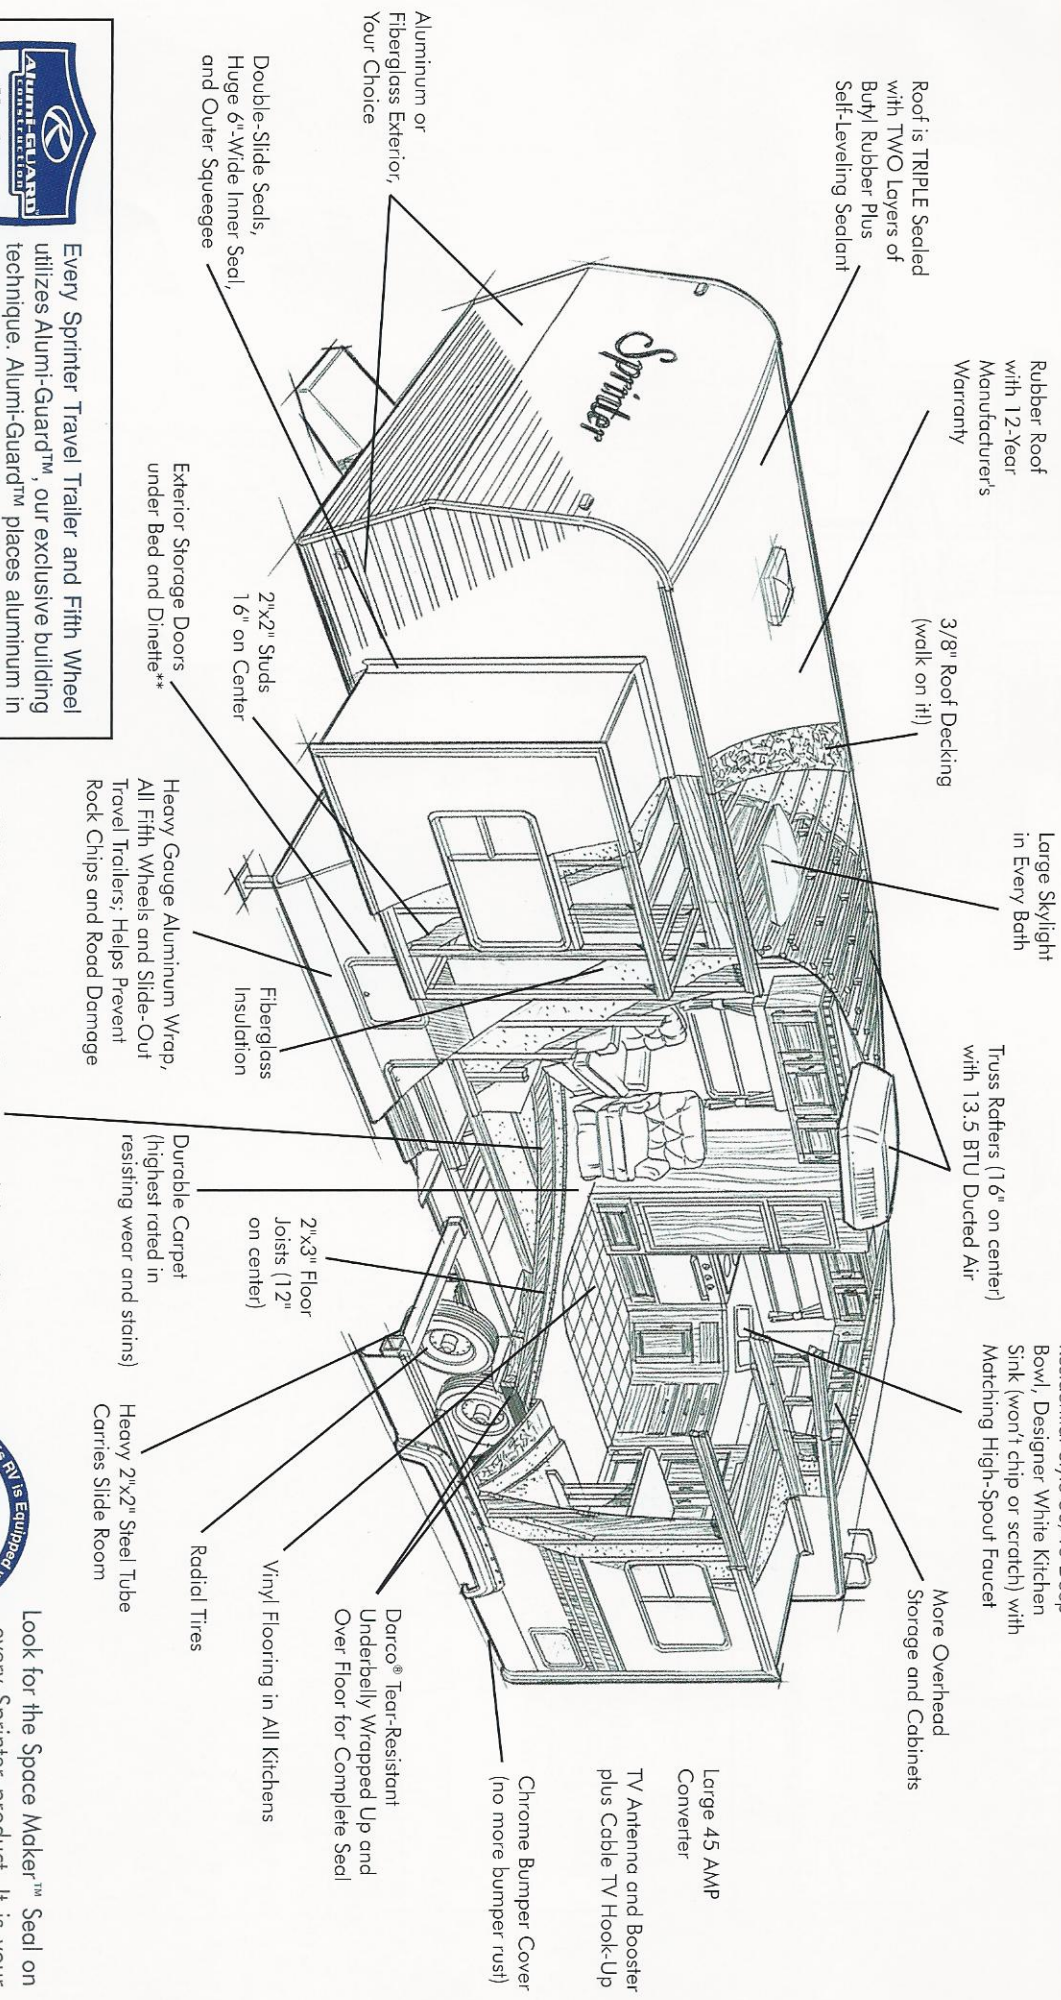 Roof is TRIPLE Sealed
with TWO Layers of
Butyl Rubber Plus
Self-Leveling Sealant
Rubber Roof
with 12-Year
Manufacturer's
Warranty
3/8" Roof Decking
(walk on it!)
Large Skylight
in Every Bath
Truss Rafters (16" on center)
with 13.5 BTU Ducted Air
Bowl, Designer White Kitchen
Sink (won't chip or scratch) with
Matching High-Spout Faucet
More Overhead
Storage and Cabinets
Large 45 AMP
Converter
TV Antenna and Booster
plus Cable TV Hook-Up
Chrome Bumper Cover
(no more bumper rust)
Aluminum or
Fiberglass Exterior,
Your Choice
Sprinter
Double-Slide Seals,
Huge 6"-Wide Inner Seal,
and Outer Squeegee
Exterior Storage Doors
under Bed and Dinette**
2"x2" Studs
16" on Center
Heavy Gauge Aluminum Wrap,
All Fifth Wheels and Slide-Out
Travel Trailers; Helps Prevent
Rock Chips and Road Damage
Fiberglass
Insulation
Durable Carpet
(highest rated in
resisting wear and stains)
2"x3" Floor
Joists (12"
on center)
Heavy 2"x2" Steel Tube
Carries Slide Room
Radial Tires
Vinyl Flooring in All Kitchens
Darco® Tear-Resistant
Underbelly Wrapped Up and
Over Floor for Complete Seal
K
Alumi-GUARD™
construction
Every Sprinter Travel Trailer and Fifth Wheel
utilizes Alumi-Guard™, our exclusive building
technique. Alumi-Guard™ places aluminum in
RV is Equipped
Look for the Space Maker™ Seal on
every Sprinter product. It is your